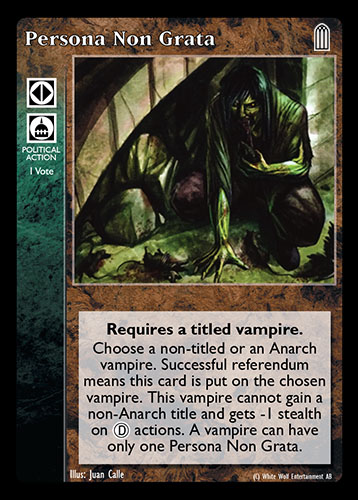 Persona Non Grata
POLITICAL
ACTION
1 Vote
Requires a titled vampire.
Choose a non-titled or an Anarch
vampire. Successful referendum
means this card is put on the chosen
vampire. This vampire cannot gain a
non-Anarch title and gets -1 stealth
on Ⓓ actions. A vampire can have
only one Persona Non Grata.
Illus: Juan Calle
(C) White Wolf Entertainment AB